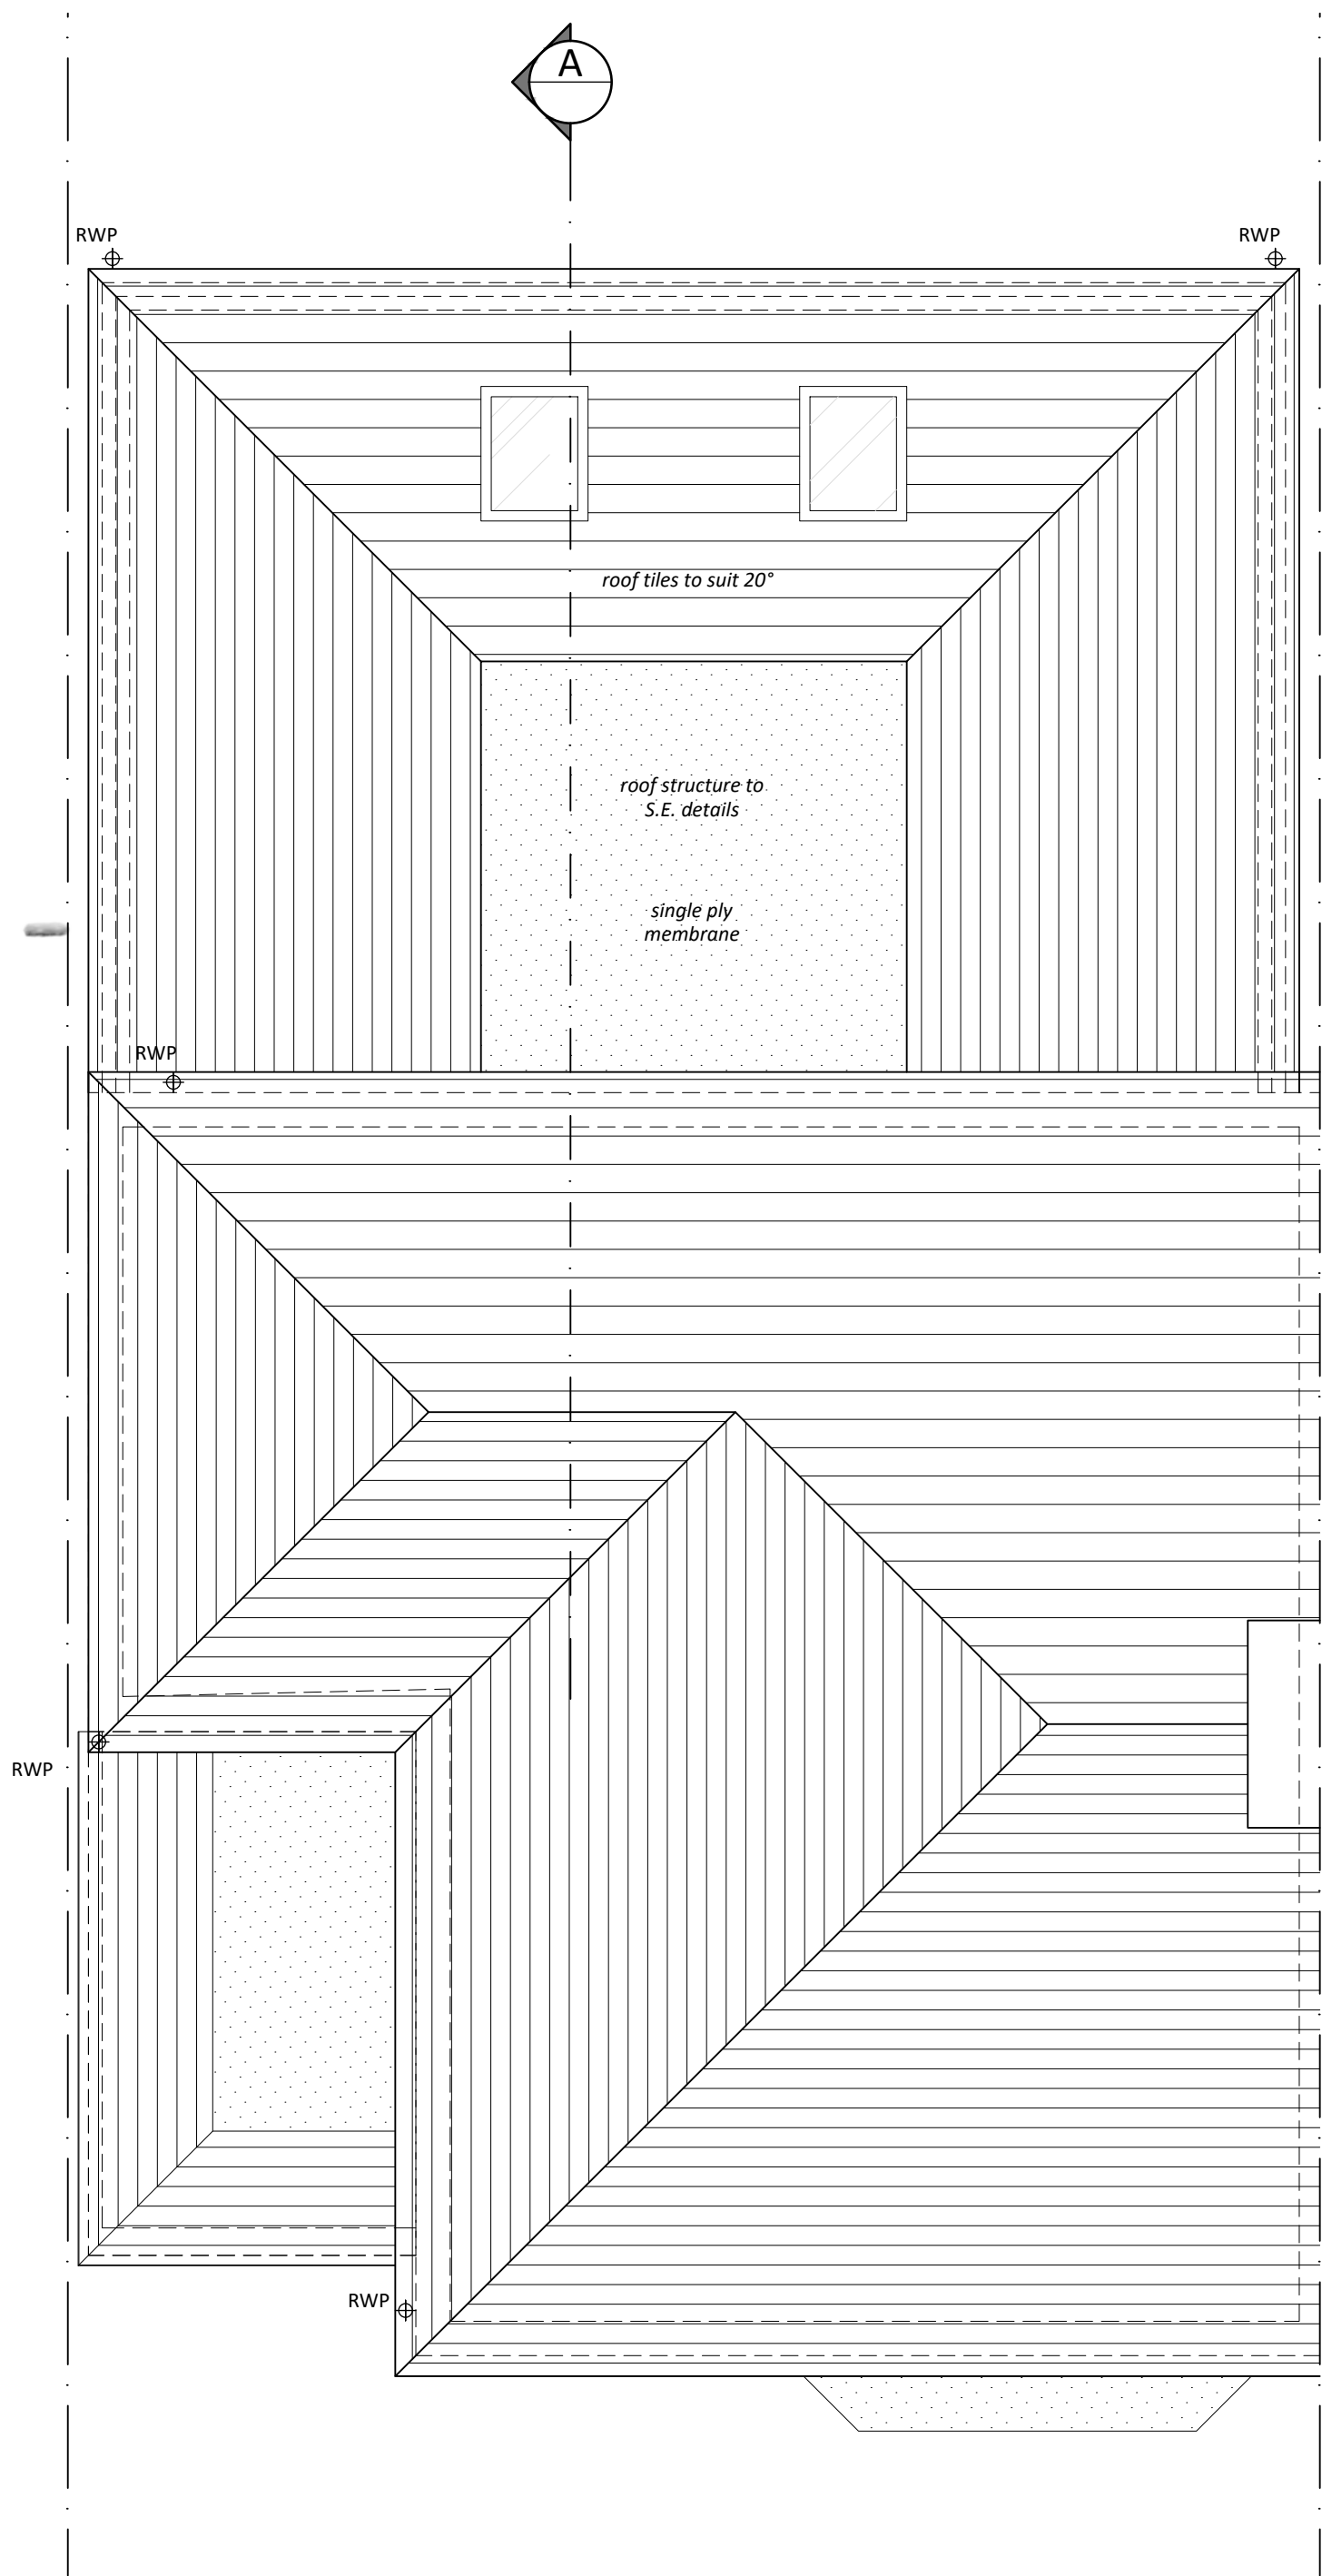 A
RWP
RWP
roof tiles to suit 20°
roof structure to
S.E. details
single ply
membrane
RWP
RWP
RWP